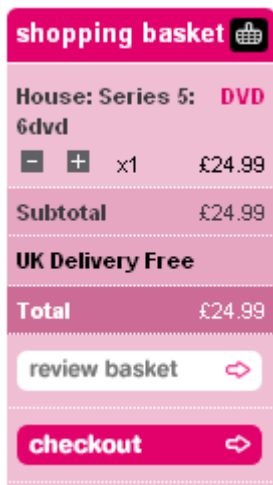 shopping basket
House: Series 5: DVD
6dvd
- + x1 £24.99
Subtotal £24.99
UK Delivery Free
Total £24.99
review basket
checkout